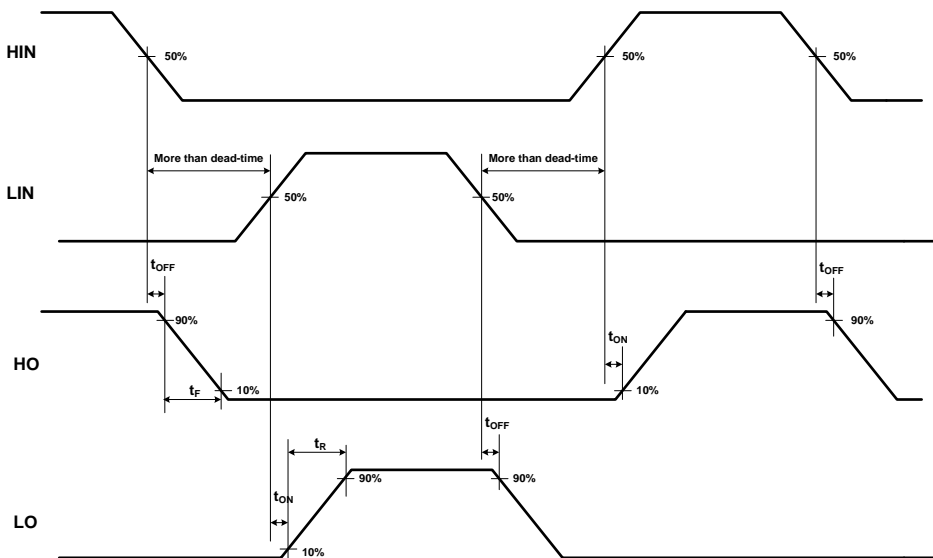 HIN
50%
50%
50%
More than dead-time
More than dead-time
LIN
50%
50%
tOFF
tOFF
90%
90%
HO
tON
tF
10%
10%
tOFF
tR
90%
90%
tON
LO
10%